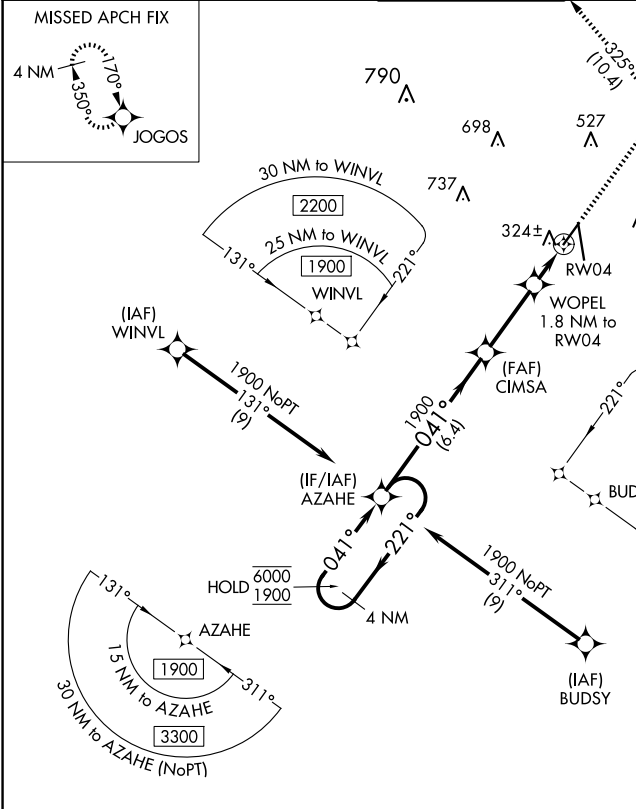 MISSED APCH FIX
4 NM
170°
350°
JOGOS
325°
(10.4)
790
698
527
737
324±
30 NM to WINVL
2200
25 NM to WINVL
1900
131°
221°
WINVL
RW04
WOPEL
1.8 NM to
RW04
(IAF)
WINVL
(FAF)
CIMSA
1900 NoPT
131°
(9)
1900
041°
(6.4)
221°
BUD
(IF/IAF)
AZAHE
041°
221°
HOLD
6000
1900
4 NM
1900 NoPT
311°
(9)
(IAF)
BUDSY
131°
AZAHE
1900
15 NM to AZAHE
311°
3300
30 NM to AZAHE (NoPT)